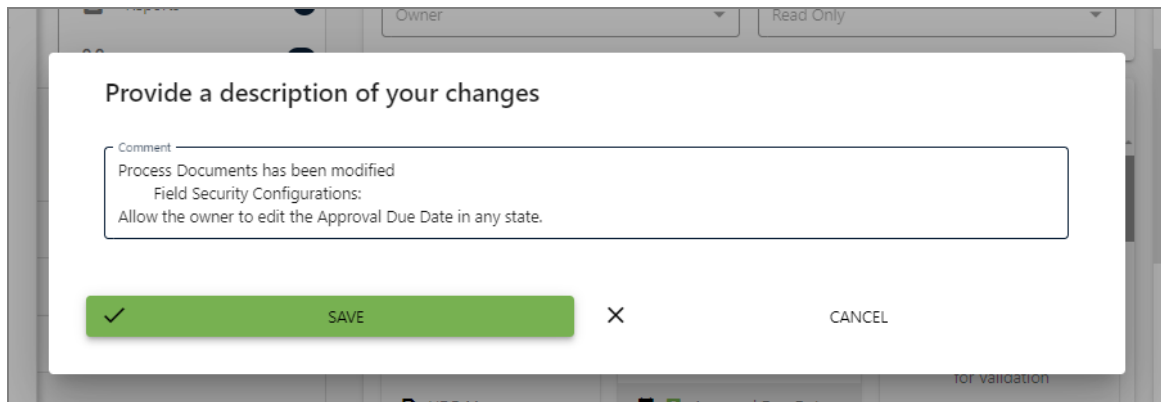 Owner
Read Only
Provide a description of your changes
Comment
Process Documents has been modified
Field Security Configurations:
Allow the owner to edit the Approval Due Date in any state.
SAVE
CANCEL
for validation